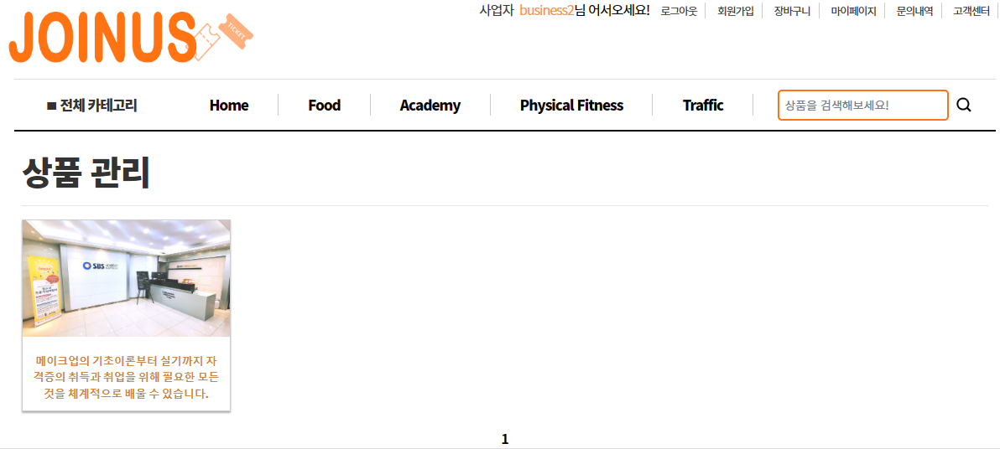 사업자 business2님 어서오세요! 로그아웃 회원가입 장바구니 마이페이지 문의내역 고객센터
JOINUS TICKET
■ 전체 카테고리 Home Food Academy Physical Fitness Traffic 상품을 검색해보세요!
상품 관리
SBS
메이크업의 기초이론부터 실기까지 자
격증의 취득과 취업을 위해 필요한 모든
것을 체계적으로 배울 수 있습니다.
1